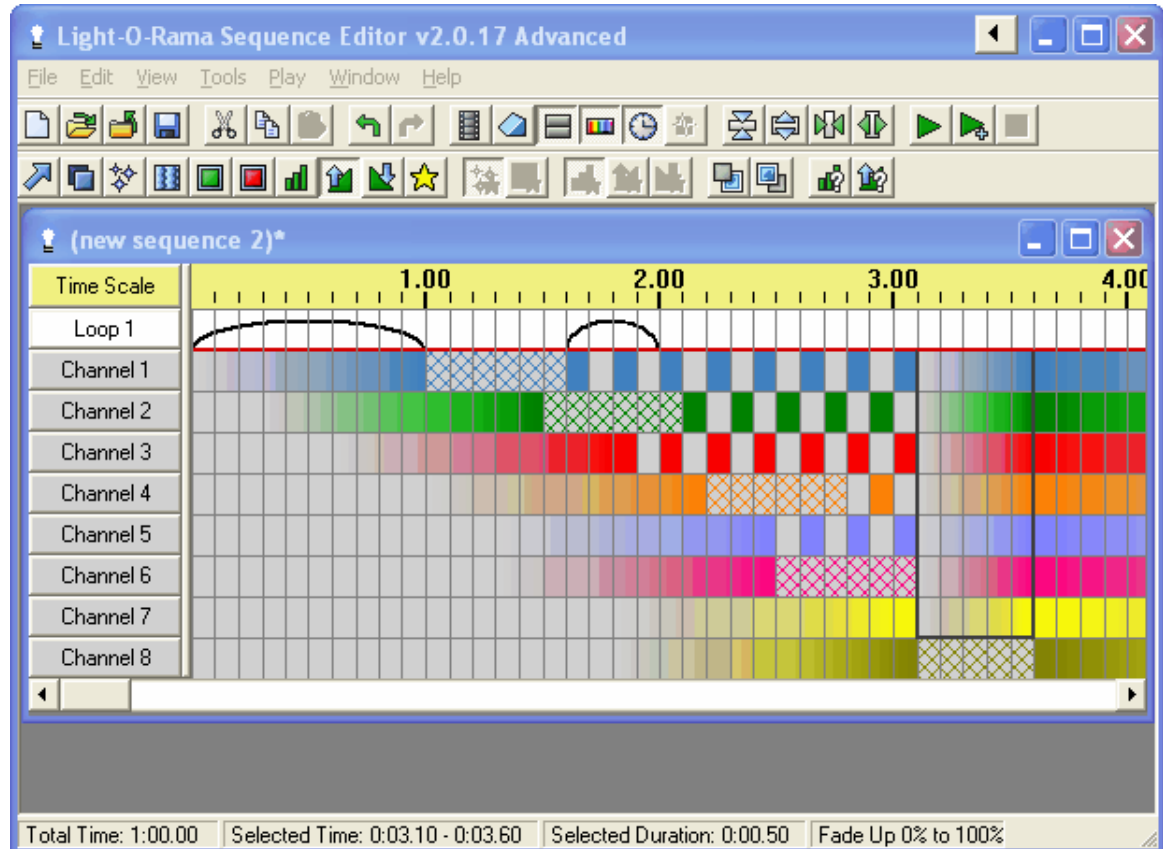 Light-O-Rama Sequence Editor v2.0.17 Advanced
File Edit View Tools Play Window Help
(new sequence 2)*
Time Scale 1.00 2.00 3.00 4.00
Loop 1
Channel 1
Channel 2
Channel 3
Channel 4
Channel 5
Channel 6
Channel 7
Channel 8
Total Time: 1:00.00 Selected Time: 0:03.10 - 0:03.60 Selected Duration: 0:00.50 Fade Up 0% to 100%